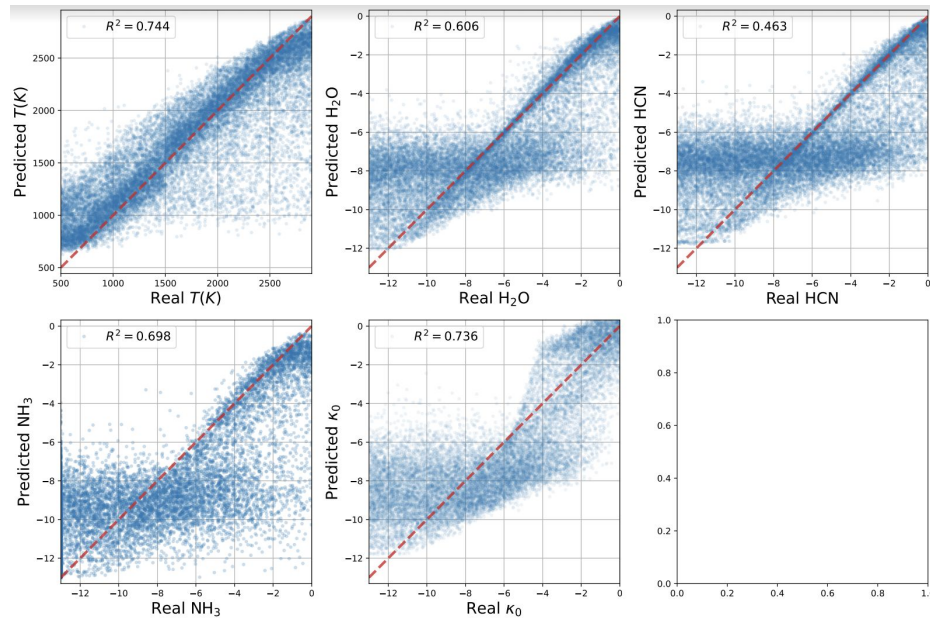 R² = 0.744
2500
2000
1500
1000
500
Predicted T(K)
500 1000 1500 2000 2500
Real T(K)
R² = 0.606
0
−2
−4
−6
−8
−10
−12
Predicted H₂O
−12 −10 −8 −6 −4 −2 0
Real H₂O
R² = 0.463
0
−2
−4
−6
−8
−10
−12
Predicted HCN
−12 −10 −8 −6 −4 −2 0
Real HCN
R² = 0.698
0
−2
−4
−6
−8
−10
−12
Predicted NH₃
−12 −10 −8 −6 −4 −2 0
Real NH₃
R² = 0.736
0
−2
−4
−6
−8
−10
−12
Predicted κ₀
−12 −10 −8 −6 −4 −2 0
Real κ₀
1.0
0.8
0.6
0.4
0.2
0.0
0.0 0.2 0.4 0.6 0.8 1.0